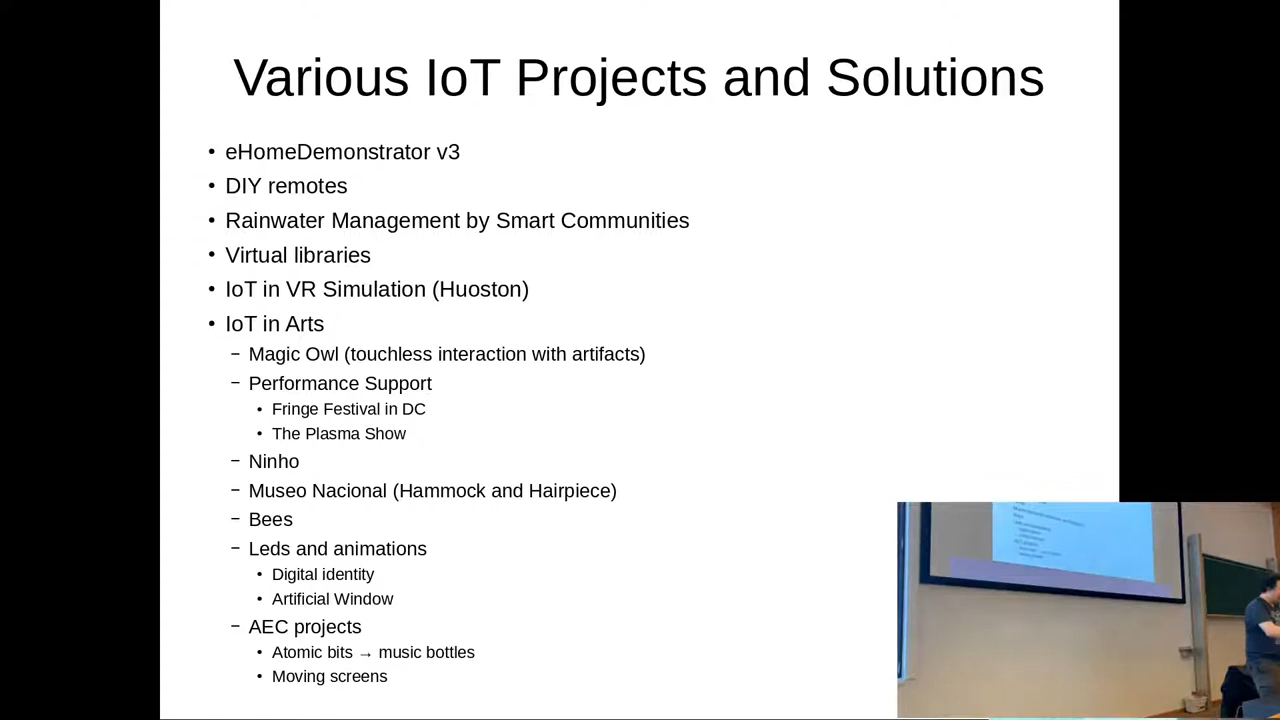 Various IoT Projects and Solutions
• eHomeDemonstrator v3
• DIY remotes
• Rainwater Management by Smart Communities
• Virtual libraries
• IoT in VR Simulation (Huoston)
• IoT in Arts
– Magic Owl (touchless interaction with artifacts)
– Performance Support
• Fringe Festival in DC
• The Plasma Show
– Ninho
– Museo Nacional (Hammock and Hairpiece)
– Bees
– Leds and animations
• Digital identity
• Artificial Window
– AEC projects
• Atomic bits → music bottles
• Moving screens